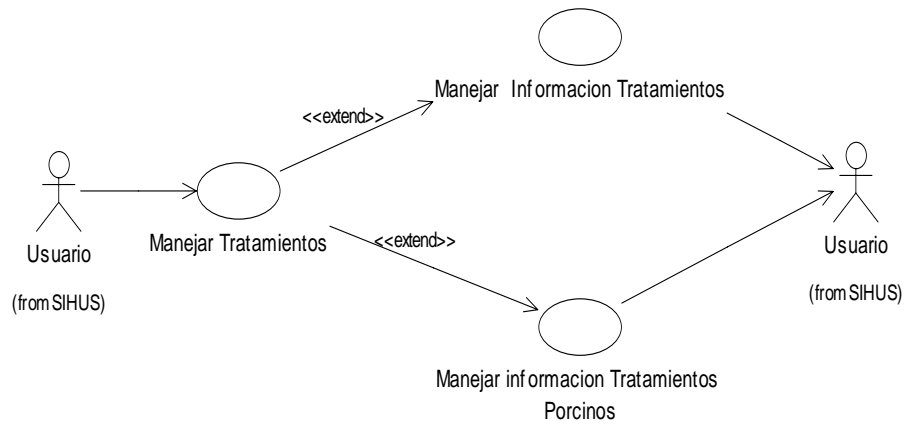 Manejar Informacion Tratamientos
<<extend>>
Usuario
(from SIHUS)
Manejar Tratamientos
<<extend>>
Usuario
(from SIHUS)
Manejar informacion Tratamientos
Porcinos